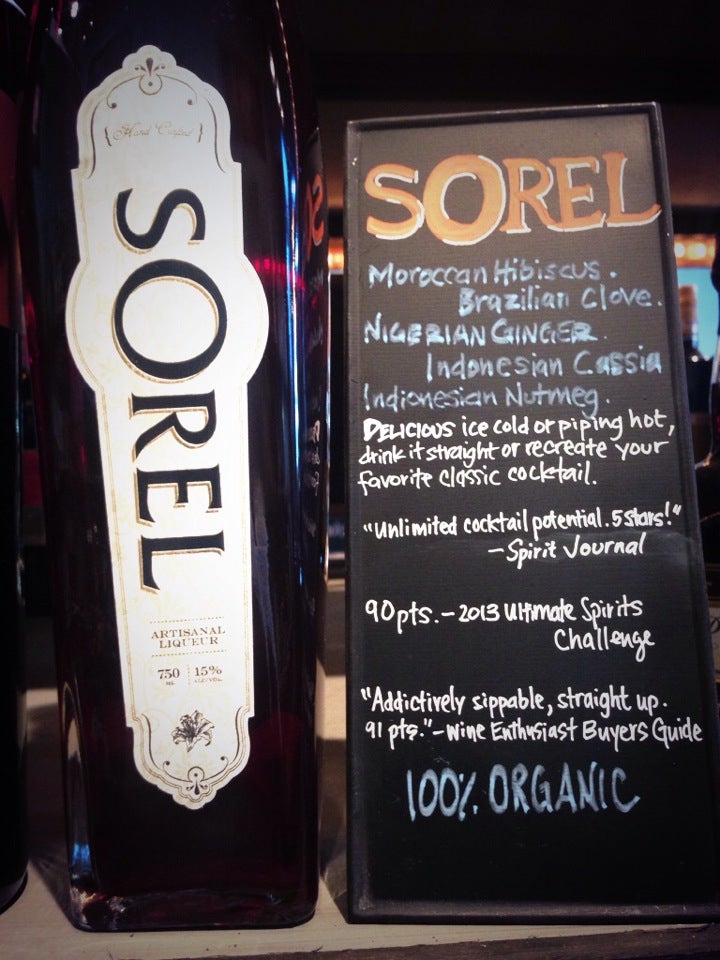 Hand Crafted
SOREL
ARTISANAL
LIQUEUR
750 15%
ML ALC/VOL
SOREL
Moroccan Hibiscus.
Brazilian Clove.
NIGERIAN GINGER.
Indonesian Cassia
Indionesian Nutmeg.
DELICIOUS ice cold or piping hot,
drink it straight or recreate your
favorite classic cocktail.
"Unlimited cocktail potential. 5 stars!"
-Spirit Journal
90 pts. - 2013 Ultimate Spirits
Challenge
"Addictively sippable, straight up.
91 pts." - Wine Enthusiast Buyers Guide
100% ORGANIC